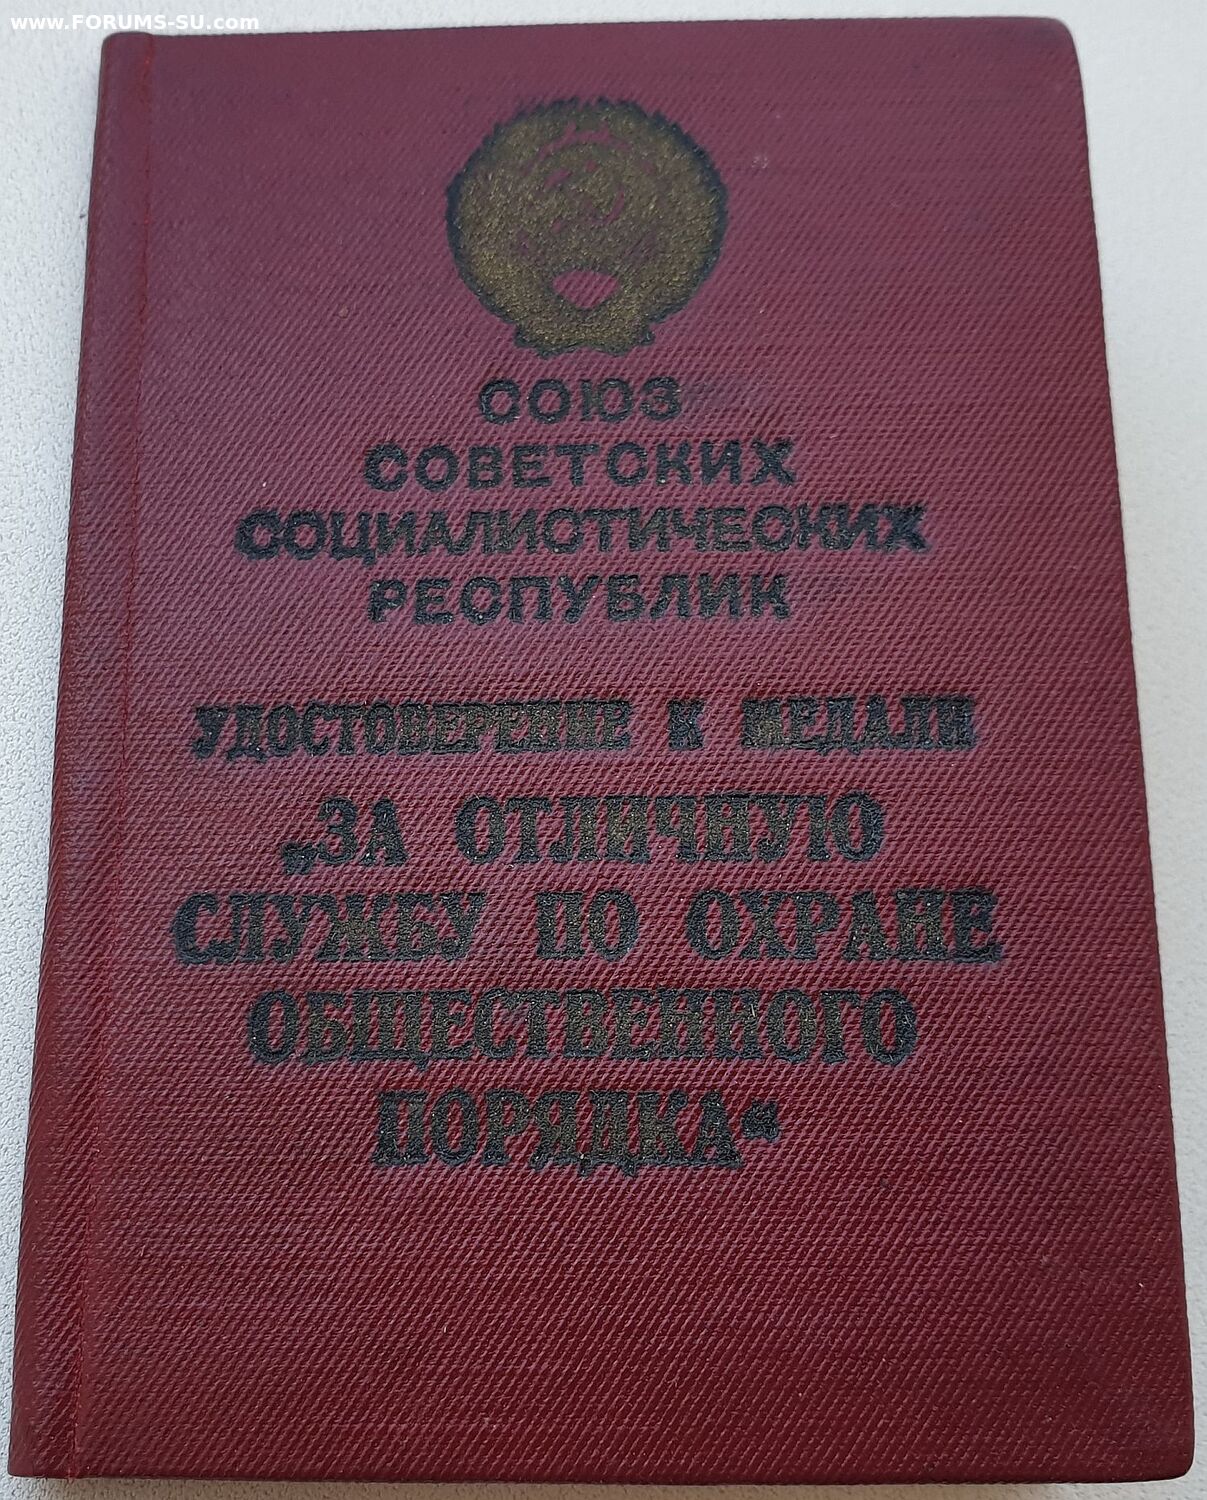 www.FORUMS-SU.com
СОЮЗ
СОВЕТСКИХ
СОЦИАЛИСТИЧЕСКИХ
РЕСПУБЛИК
УДОСТОВЕРЕНИЕ К МЕДАЛИ
„ЗА ОТЛИЧНУЮ
СЛУЖБУ ПО ОХРАНЕ
ОБЩЕСТВЕННОГО
ПОРЯДКА“